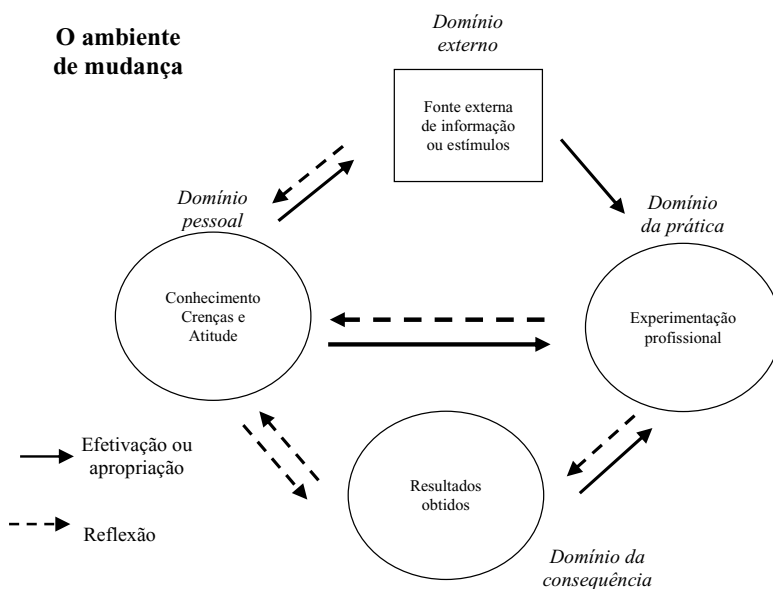 O ambiente
de mudança
Domínio
externo
Fonte externa
de informação
ou estímulos
Domínio
pessoal
Domínio
da prática
Conhecimento
Crenças e
Atitude
Experimentação
profissional
Efetivação ou
apropriação
Resultados
obtidos
Reflexão
Domínio da
consequência